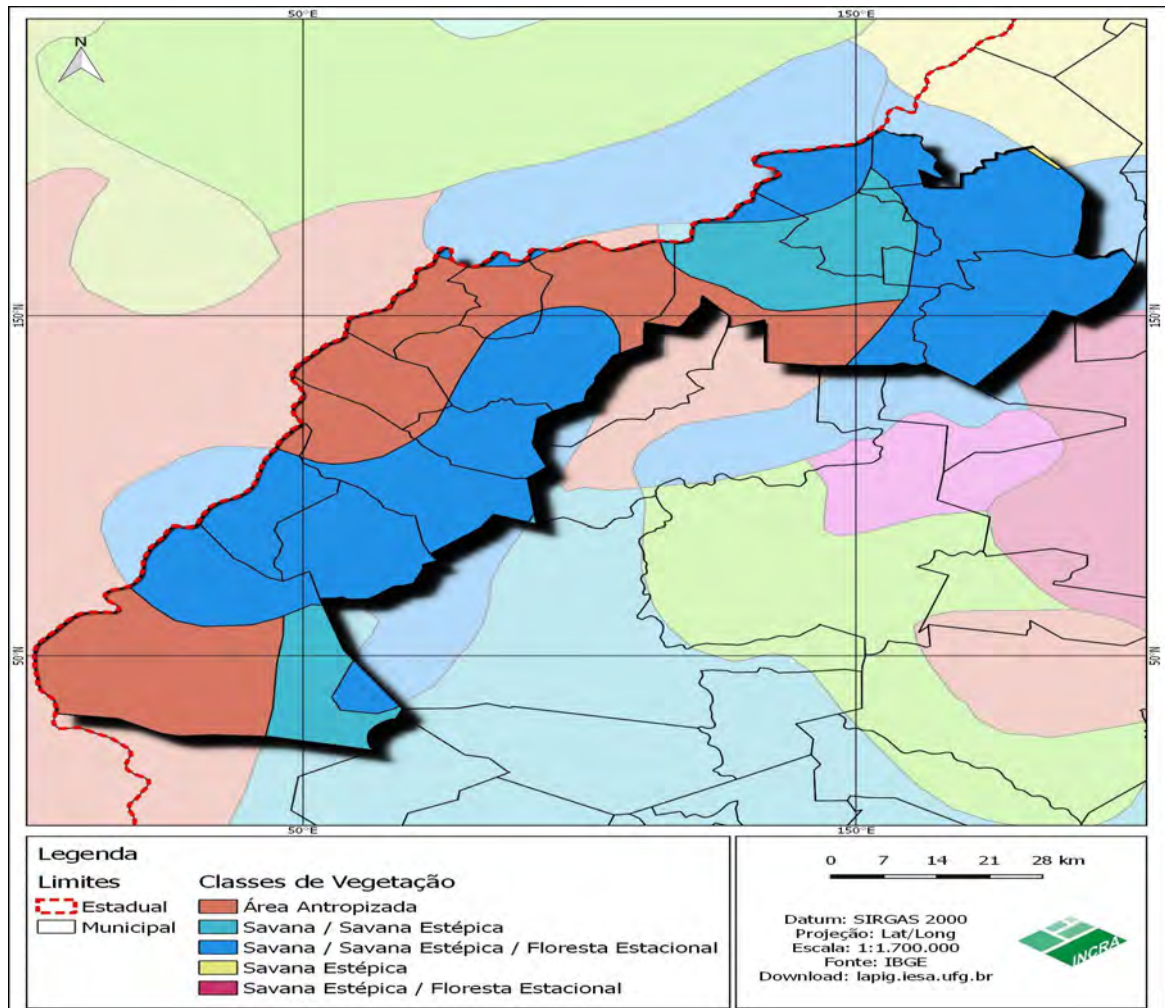 50°E
150°E
N
150°N
150°N
50°N
50°N
50°E
150°E
Legenda
Limites
Estadual
Municipal
Classes de Vegetação
Área Antropizada
Savana / Savana Estépica
Savana / Savana Estépica / Floresta Estacional
Savana Estépica
Savana Estépica / Floresta Estacional
0 7 14 21 28 km
Datum: SIRGAS 2000
Projeção: Lat/Long
Escala: 1:1.700.000
Fonte: IBGE
Download: lapig.iesa.ufg.br
INCRA